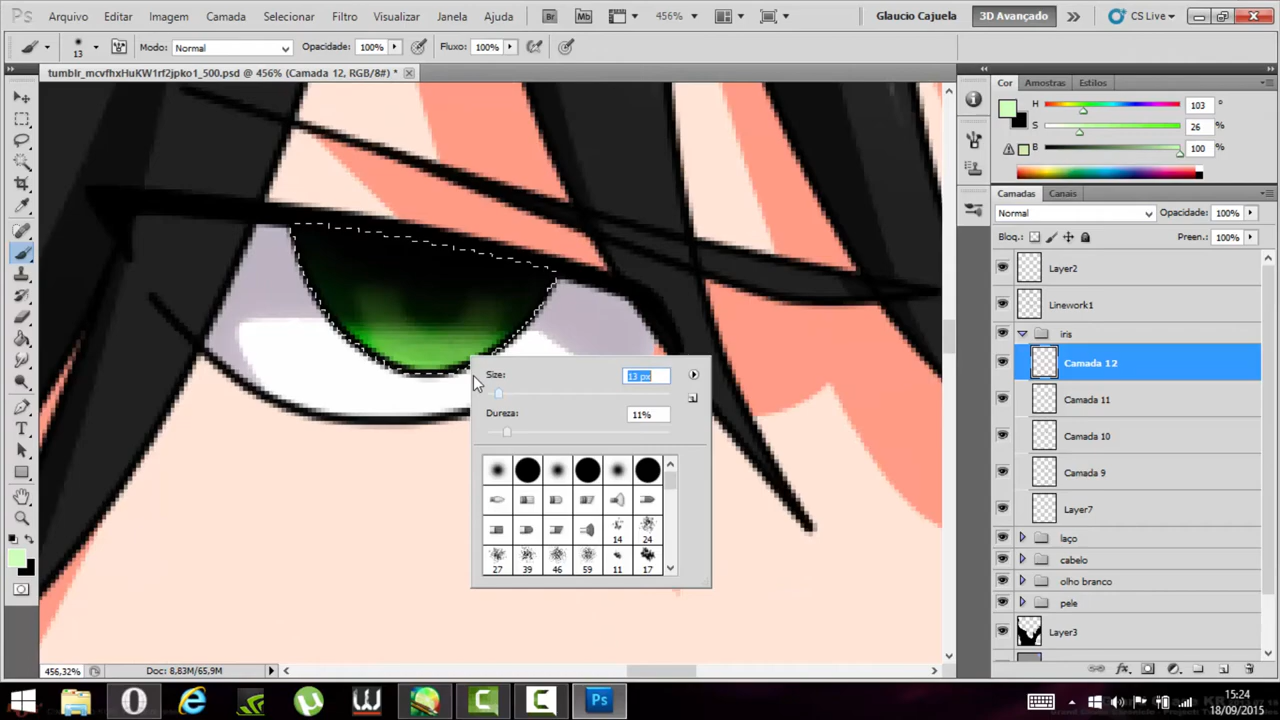 Ps Arquivo Editar Imagem Camada Selecionar Filtro Visualizar Janela Ajuda Br Mb 456% Glaucio Cajuela 3D Avançado CS Live
13 Modo: Normal Opacidade: 100% Fluxo: 100%
tumblr_mcvfhxHuKW1rf2jpko1_500.psd @ 456% (Camada 12, RGB/8#) *
Cor Amostras Estilos
H 103 °
S 26 %
B 100 %
Camadas Canais
Normal Opacidade: 100%
Bloq.: Preen.: 100%
Layer2
Linework1
iris
Camada 12
Camada 11
Camada 10
Camada 9
Layer7
laço
cabelo
olho branco
pele
Layer3
Size: 13 px
Dureza: 11%
14 24
27 39 46 59 11 17
456,32% Doc: 8,83M/65,9M
fx
15:24
18/09/2015